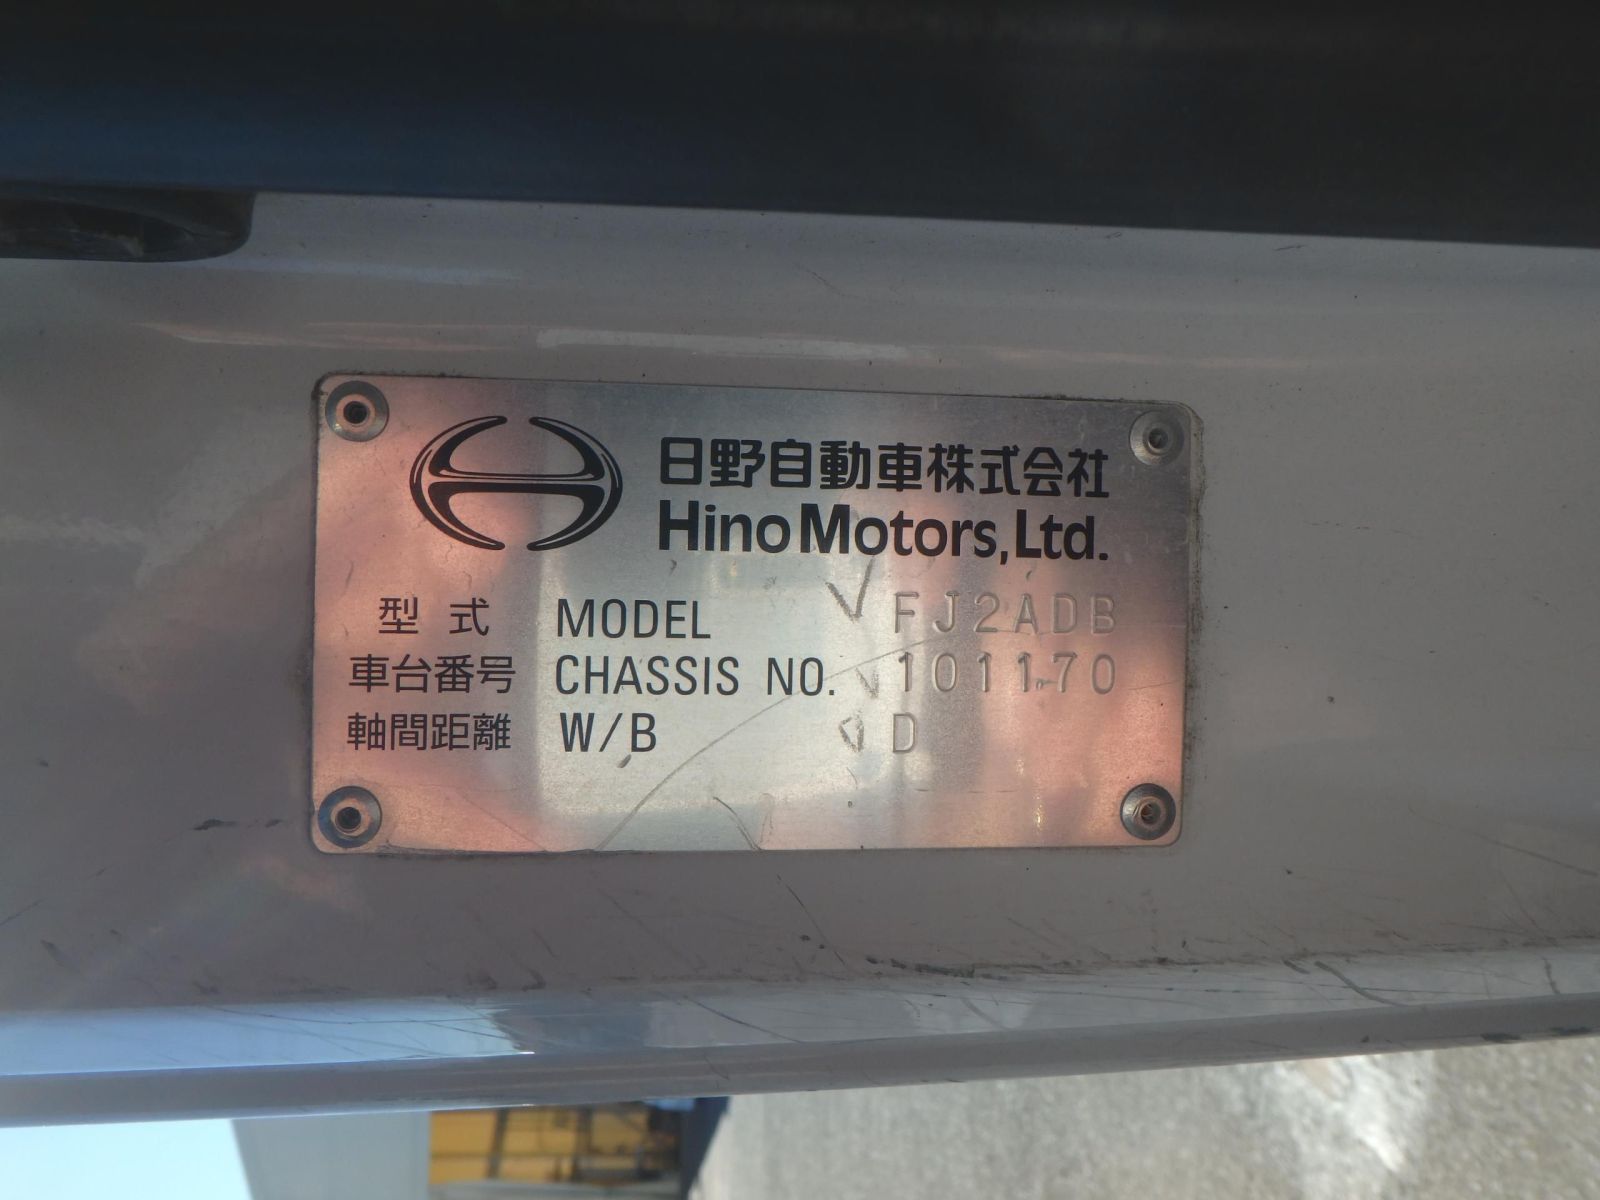 日野自動車株式会社
Hino Motors, Ltd.
型式 MODEL FJ2ADB
車台番号 CHASSIS NO. 101170
軸間距離 W/B D